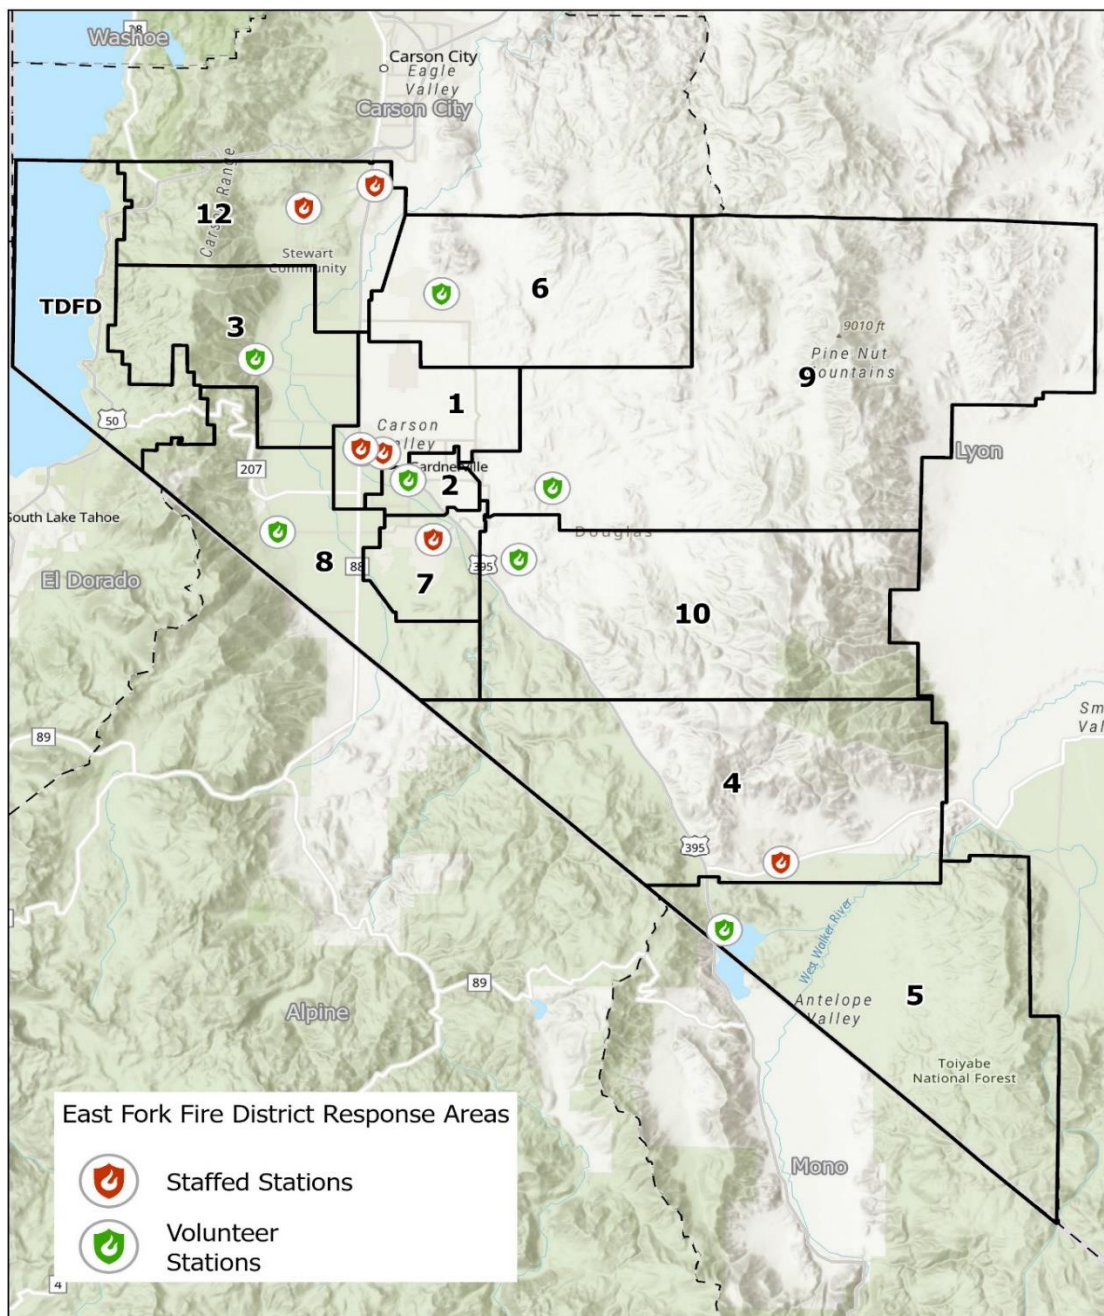 28
Washoe
Carson City
Eagle
Valley
Carson City
Carson Range
12
Stewart
Community
TDFD
6
3
9010 ft
Pine Nut
Mountains
9
50
1
Carson
Valley
Lyon
207
Gardnerville
2
South Lake Tahoe
Douglas
El Dorado
8
88
7
395
10
89
4
395
West Walker River
89
5
Antelope
Valley
Alpine
Toiyabe
National Forest
Mono
East Fork Fire District Response Areas
Staffed Stations
Volunteer
Stations
4